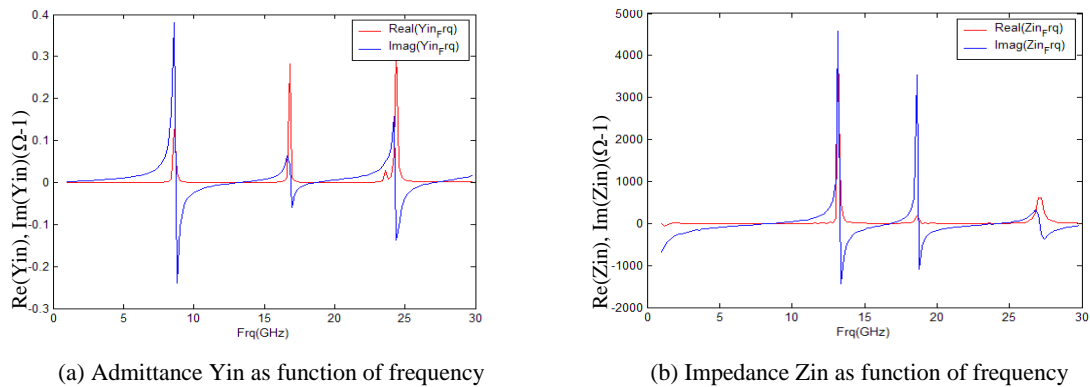 0.4
0.3
0.2
0.1
0
-0.1
-0.2
-0.3
Re(Yin), Im(Yin)(Ω-1)
Real(Yin_Frq)
Imag(Yin_Frq)
0 5 10 15 20 25 30
Frq(GHz)
(a) Admittance Yin as function of frequency
5000
4000
3000
2000
1000
0
-1000
-2000
Re(Zin), Im(Zin)(Ω-1)
Real(Zin_Frq)
Imag(Zin_Frq)
0 5 10 15 20 25 30
Frq(GHz)
(b) Impedance Zin as function of frequency